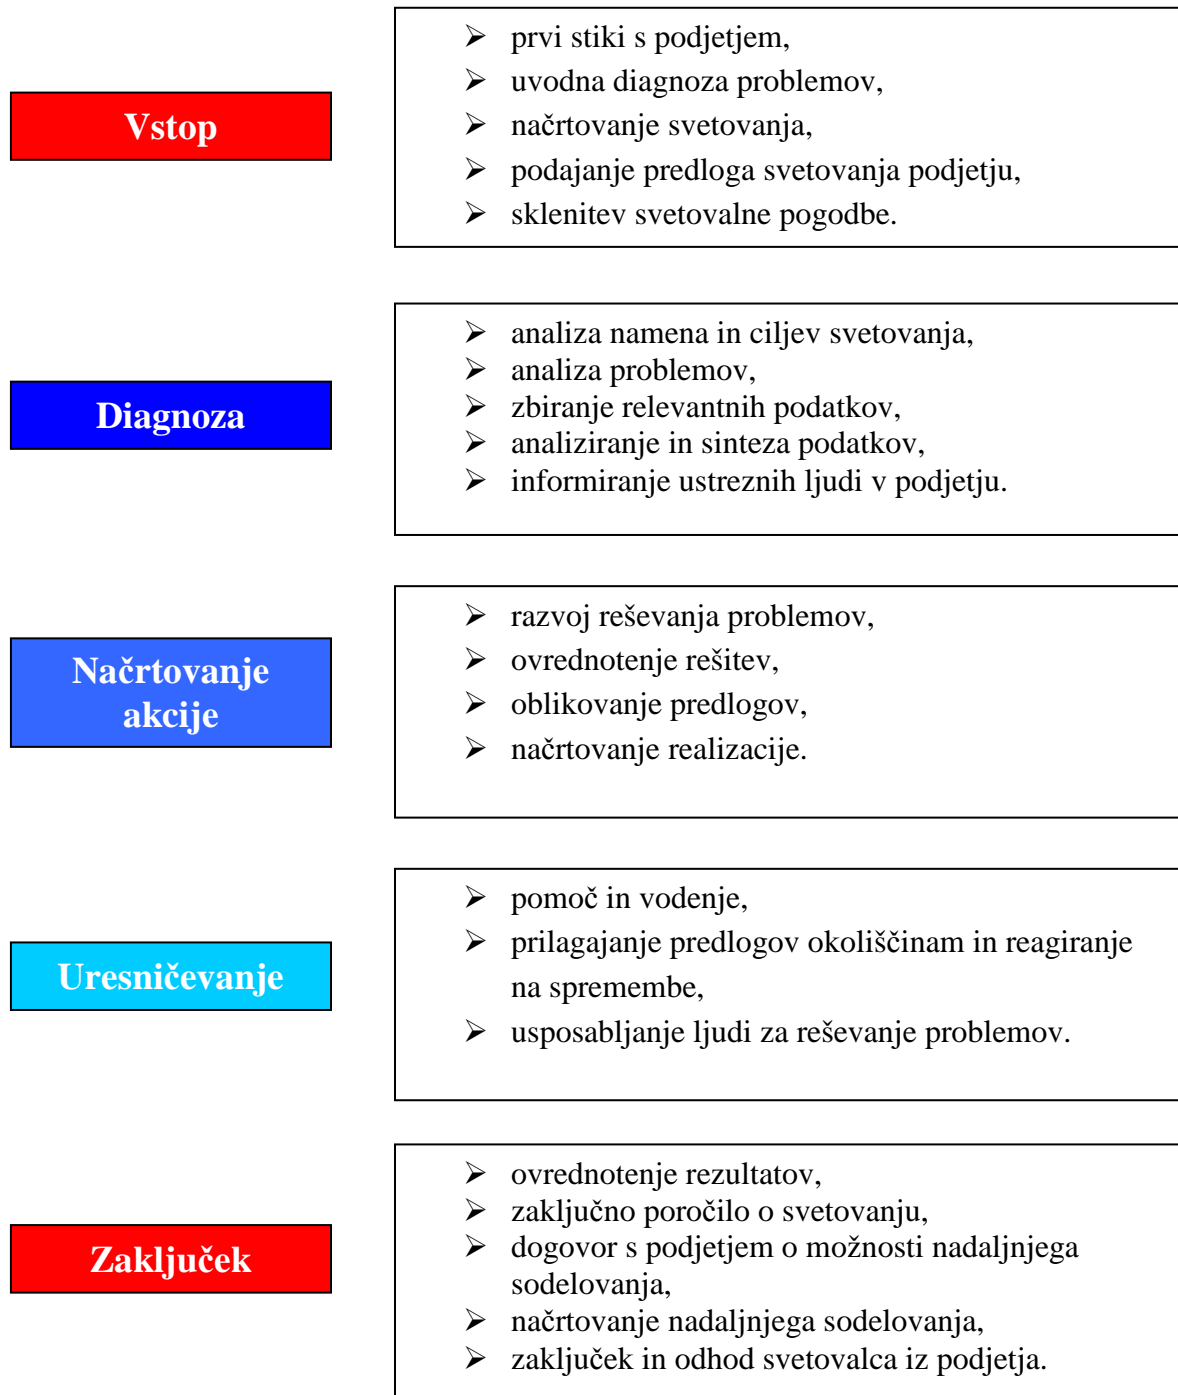 Vstop
➢ prvi stiki s podjetjem,
➢ uvodna diagnoza problemov,
➢ načrtovanje svetovanja,
➢ podajanje predloga svetovanja podjetju,
➢ sklenitev svetovalne pogodbe.
Diagnoza
➢ analiza namena in ciljev svetovanja,
➢ analiza problemov,
➢ zbiranje relevantnih podatkov,
➢ analiziranje in sinteza podatkov,
➢ informiranje ustreznih ljudi v podjetju.
Načrtovanje
akcije
➢ razvoj reševanja problemov,
➢ ovrednotenje rešitev,
➢ oblikovanje predlogov,
➢ načrtovanje realizacije.
Uresničevanje
➢ pomoč in vodenje,
➢ prilagajanje predlogov okoliščinam in reagiranje
na spremembe,
➢ usposabljanje ljudi za reševanje problemov.
Zaključek
➢ ovrednotenje rezultatov,
➢ zaključno poročilo o svetovanju,
➢ dogovor s podjetjem o možnosti nadaljnjega
sodelovanja,
➢ načrtovanje nadaljnjega sodelovanja,
➢ zaključek in odhod svetovalca iz podjetja.